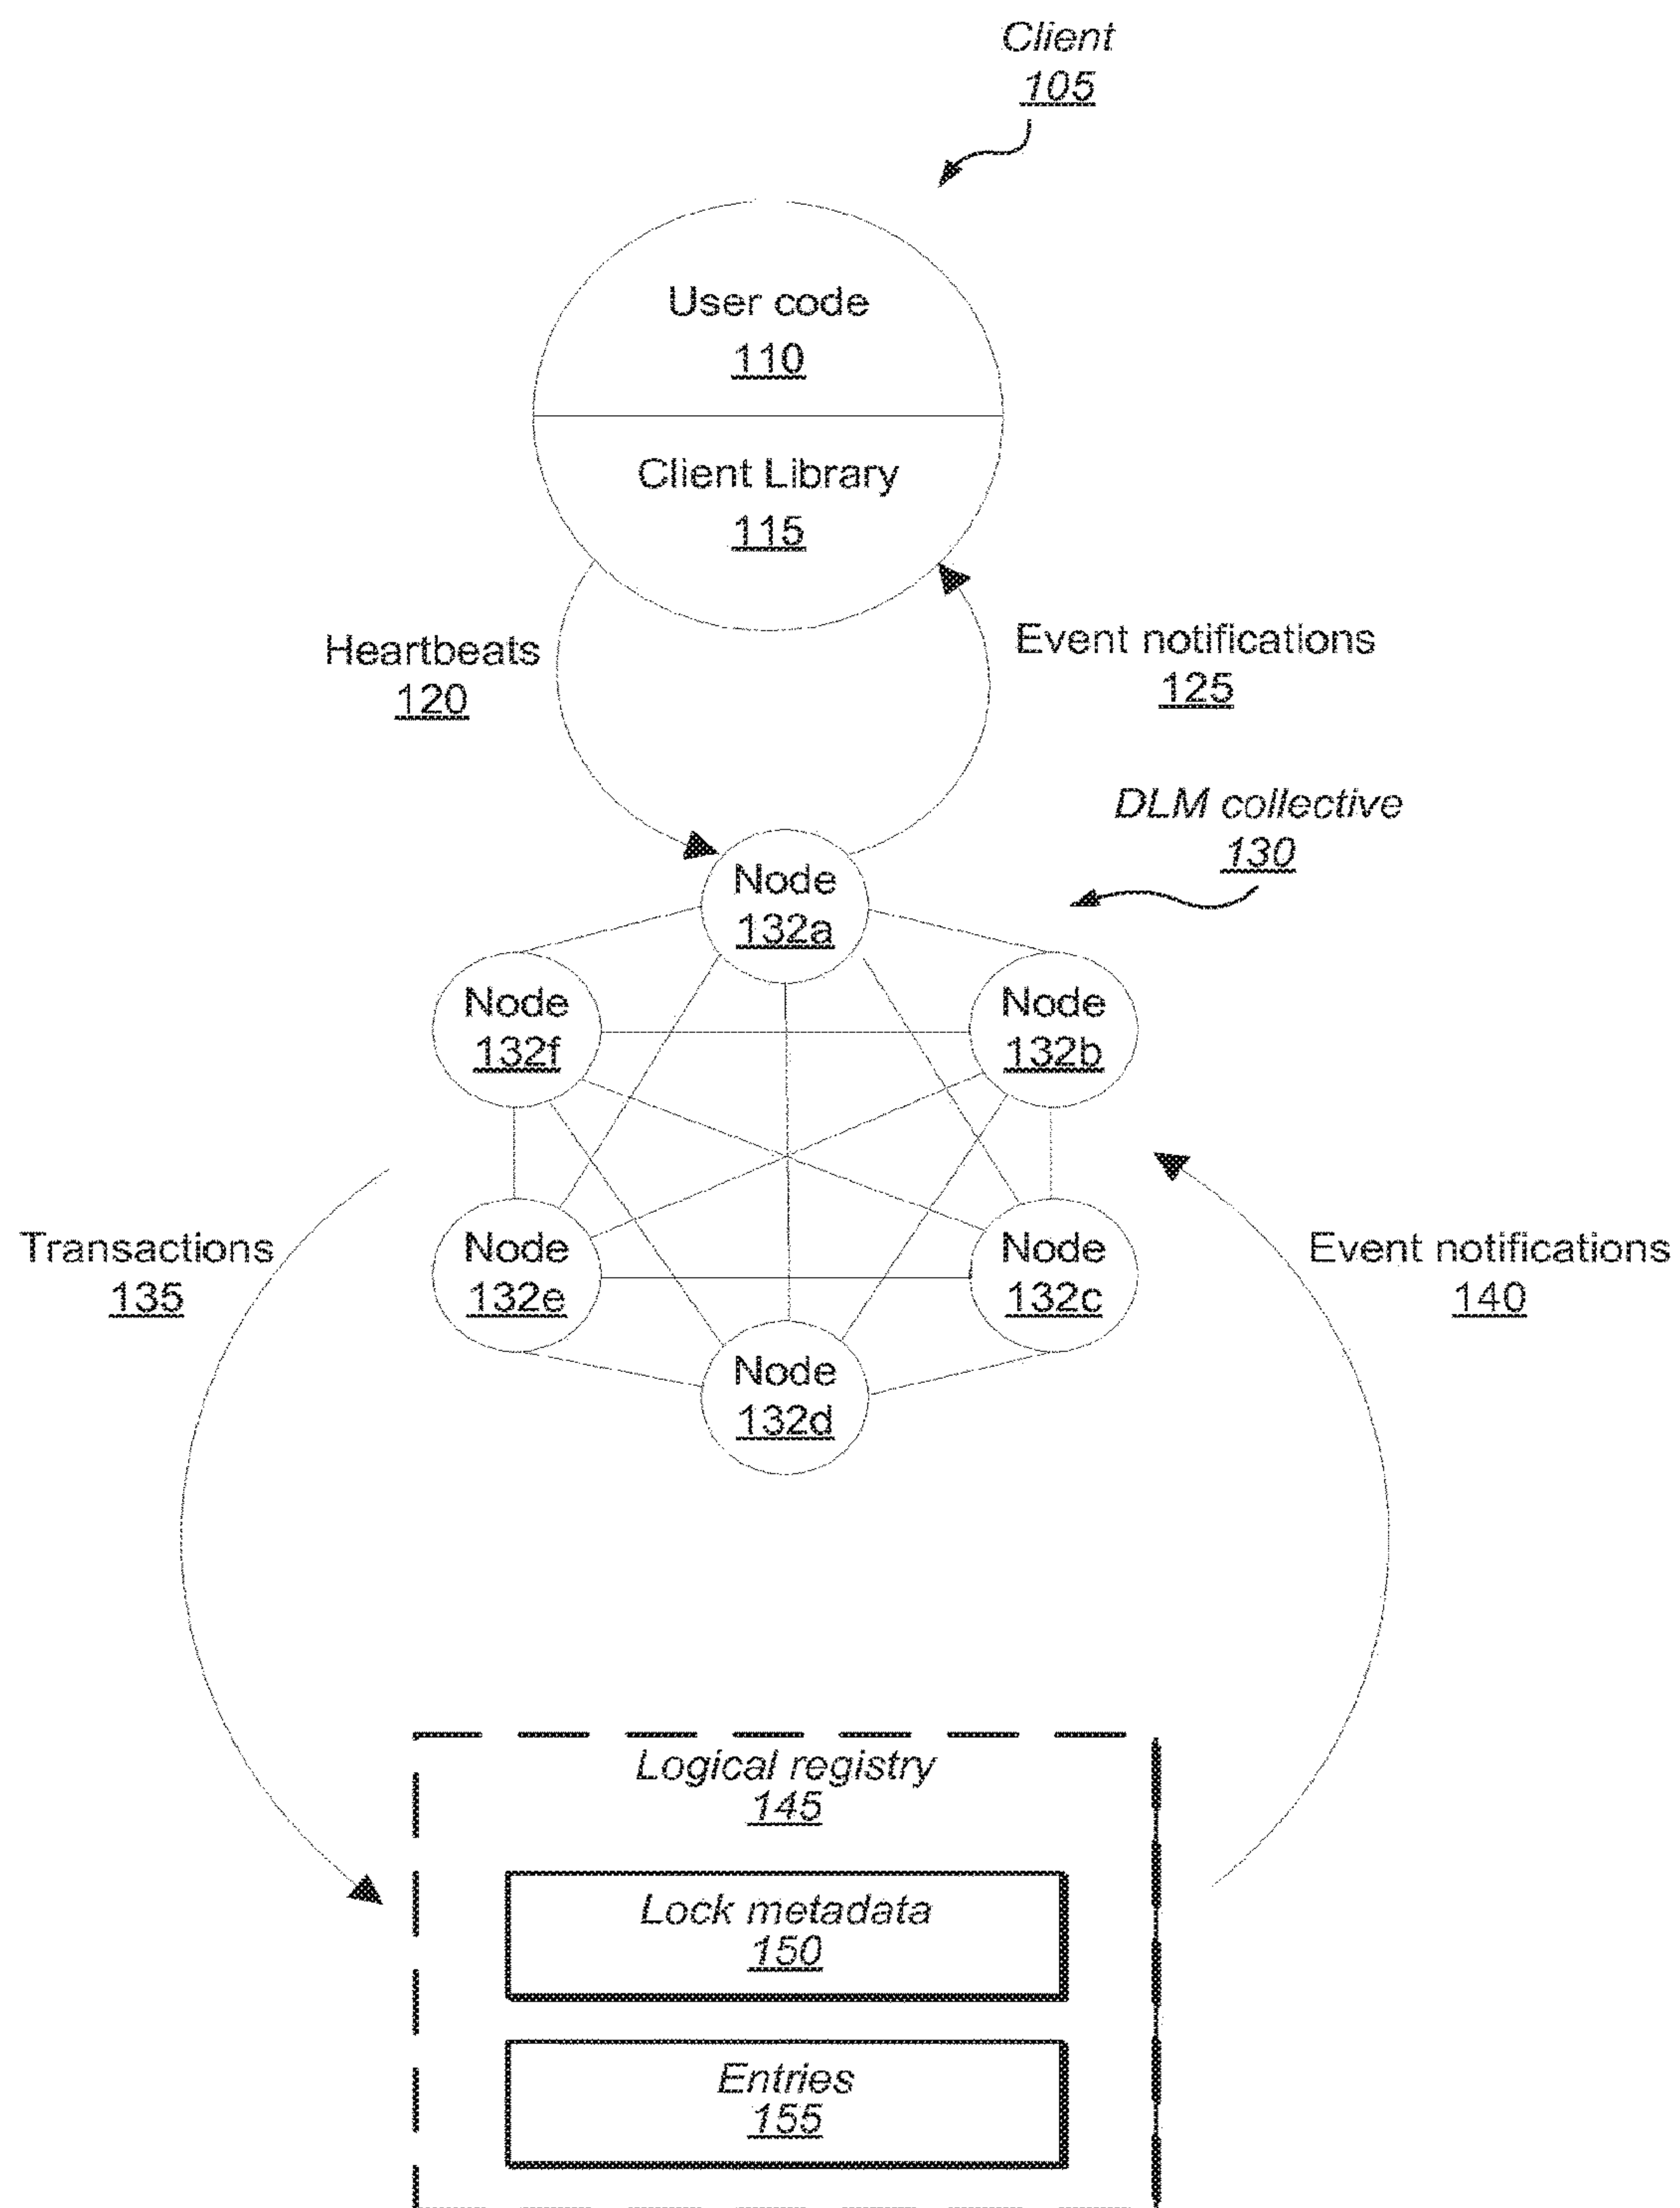 Client
105
User code
110
Client Library
115
Heartbeats
120
Event notifications
125
DLM collective
130
Node
132a
Node
132f
Node
132b
Transactions
135
Node
132e
Node
132c
Event notifications
140
Node
132d
Logical registry
145
Lock metadata
150
Entries
155